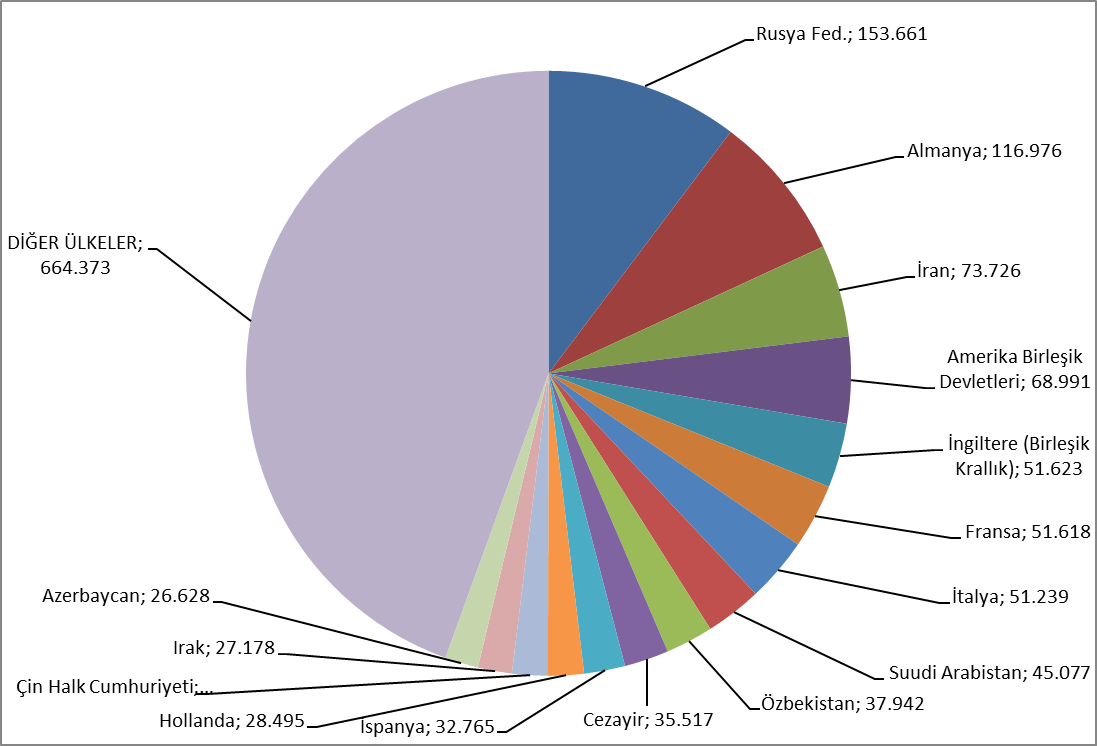 Rusya Fed.; 153.661
Almanya; 116.976
İran; 73.726
Amerika Birleşik
Devletleri; 68.991
İngiltere (Birleşik
Krallık); 51.623
Fransa; 51.618
İtalya; 51.239
Suudi Arabistan; 45.077
Özbekistan; 37.942
Cezayir; 35.517
İspanya; 32.765
Hollanda; 28.495
Çin Halk Cumhuriyeti;...
Irak; 27.178
Azerbaycan; 26.628
DİĞER ÜLKELER;
664.373